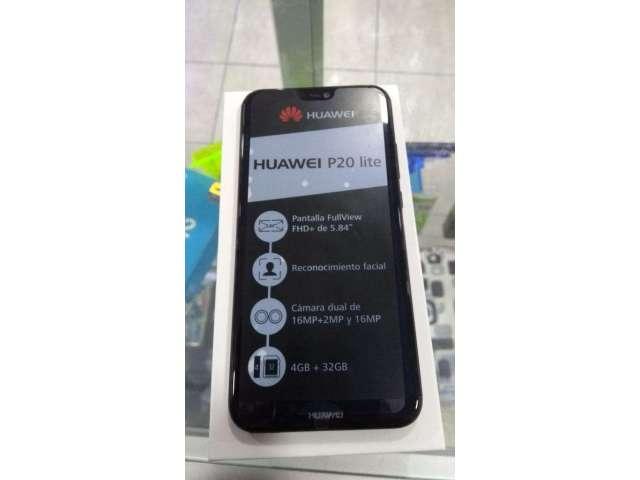 HUAWEI
HUAWEI P20 lite
Pantalla FullView
FHD+ de 5.84"
Reconocimiento facial
Cámara dual de
16MP+2MP y 16MP
4GB + 32GB
HUAWEI